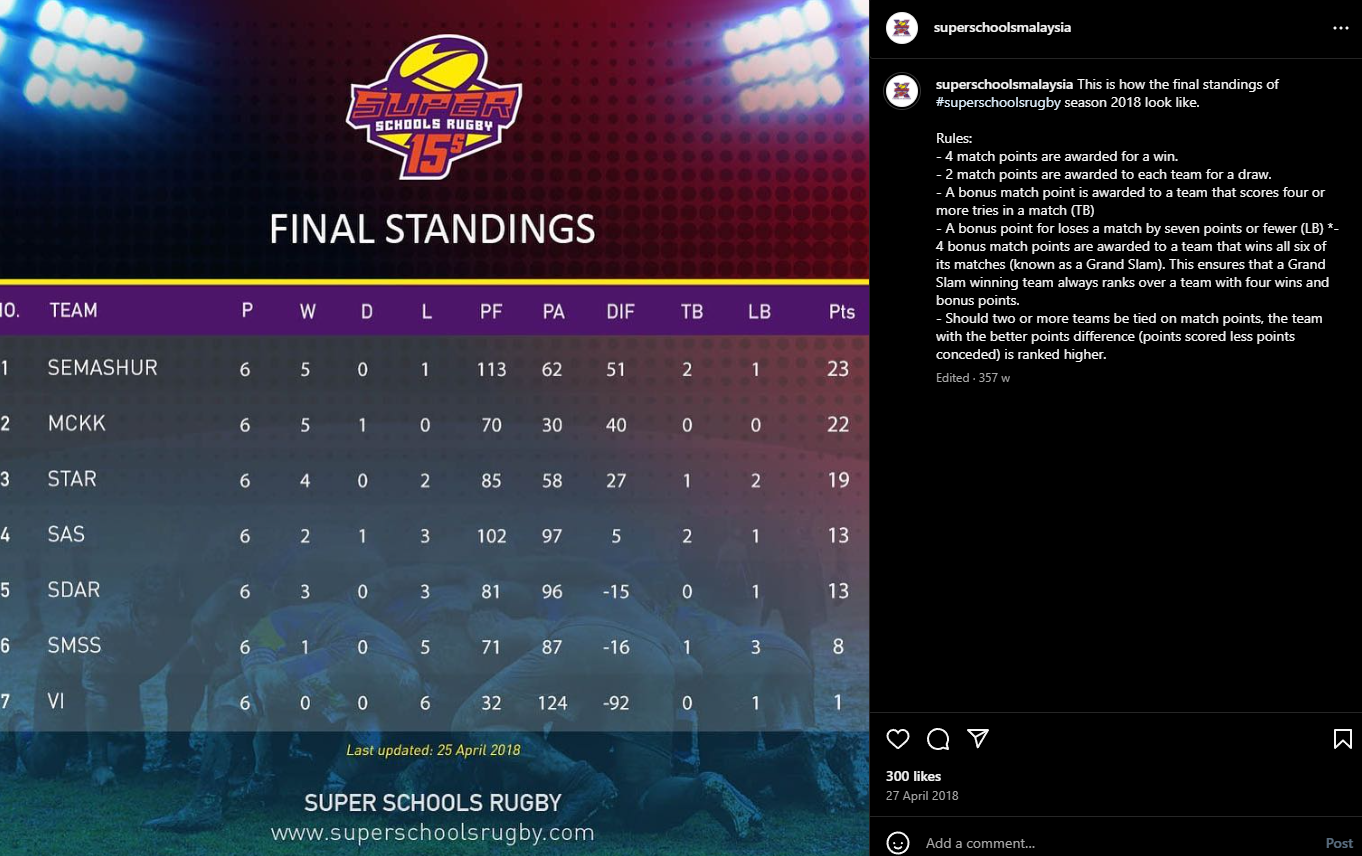 SUPER
SCHOOLS RUGBY
15s
FINAL STANDINGS
NO. TEAM P W D L PF PA DIF TB LB Pts
1 SEMASHUR 6 5 0 1 113 62 51 2 1 23
2 MCKK 6 5 1 0 70 30 40 0 0 22
3 STAR 6 4 0 2 85 58 27 1 2 19
4 SAS 6 2 1 3 102 97 5 2 1 13
5 SDAR 6 3 0 3 81 96 -15 0 1 13
6 SMSS 6 1 0 5 71 87 -16 1 3 8
7 VI 6 0 0 6 32 124 -92 0 1 1
Last updated: 25 April 2018
SUPER SCHOOLS RUGBY
www.superschoolsrugby.com
superschoolsmalaysia
superschoolsmalaysia This is how the final standings of
#superschoolsrugby season 2018 look like.
Rules:
- 4 match points are awarded for a win.
- 2 match points are awarded to each team for a draw.
- A bonus match point is awarded to a team that scores four or
more tries in a match (TB)
- A bonus point for loses a match by seven points or fewer (LB) *-
4 bonus match points are awarded to a team that wins all six of
its matches (known as a Grand Slam). This ensures that a Grand
Slam winning team always ranks over a team with four wins and
bonus points.
- Should two or more teams be tied on match points, the team
with the better points difference (points scored less points
conceded) is ranked higher.
Edited · 357 w
300 likes
27 April 2018
Add a comment...
Post